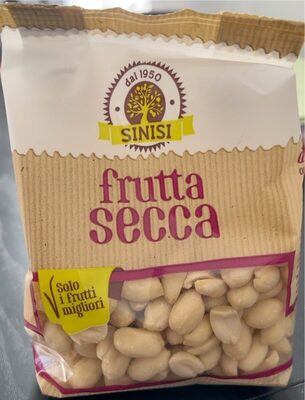 dal 1950
SINISI
frutta
secca
Solo
i frutti
migliori